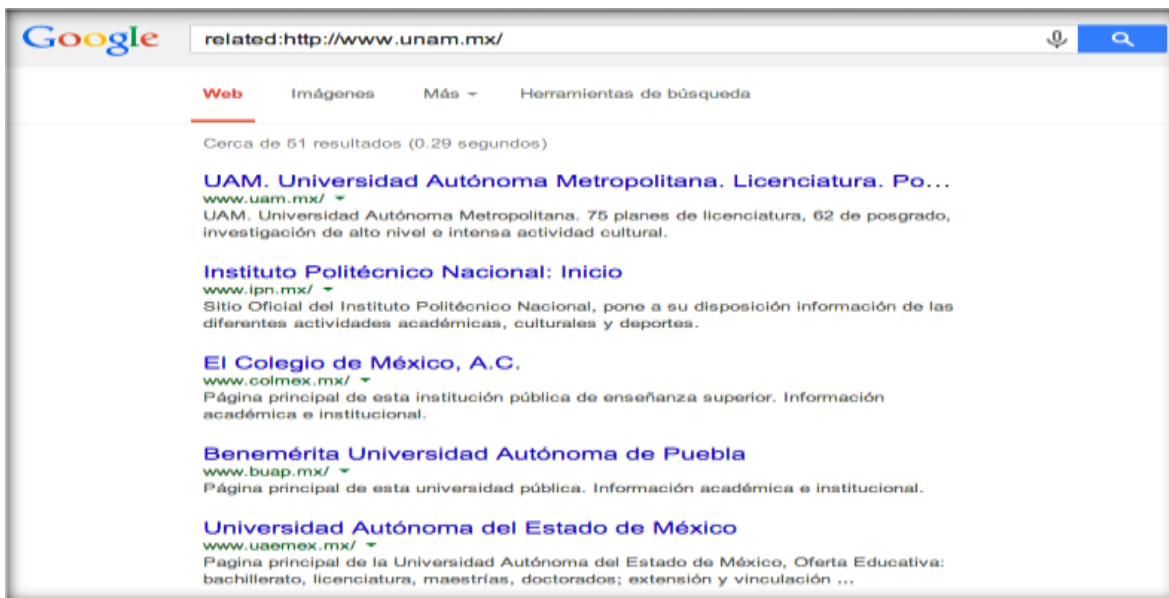 Google related:http://www.unam.mx/
Web Imágenes Más Herramientas de búsqueda
Cerca de 51 resultados (0.29 segundos)
UAM. Universidad Autónoma Metropolitana. Licenciatura. Po...
www.uam.mx/
UAM. Universidad Autónoma Metropolitana. 75 planes de licenciatura, 62 de posgrado,
investigación de alto nivel e intensa actividad cultural.
Instituto Politécnico Nacional: Inicio
www.ipn.mx/
Sitio Oficial del Instituto Politécnico Nacional, pone a su disposición información de las
diferentes actividades académicas, culturales y deportes.
El Colegio de México, A.C.
www.colmex.mx/
Página principal de esta institución pública de enseñanza superior. Información
académica e institucional.
Benemérita Universidad Autónoma de Puebla
www.buap.mx/
Página principal de esta universidad pública. Información académica e institucional.
Universidad Autónoma del Estado de México
www.uaemex.mx/
Pagina principal de la Universidad Autónoma del Estado de México, Oferta Educativa:
bachillerato, licenciatura, maestrías, doctorados; extensión y vinculación ...